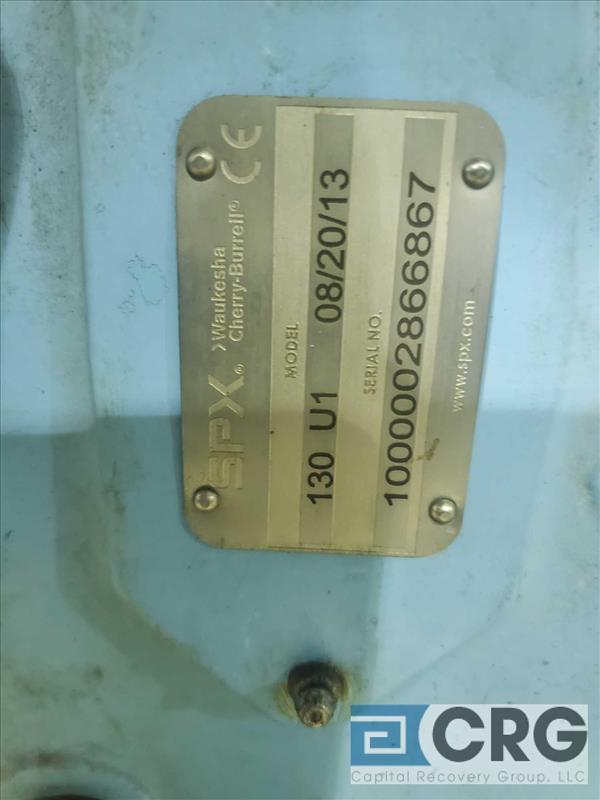 SPX® Waukesha
Cherry-Burrell® CE
MODEL
130 U1 08/20/13
SERIAL NO.
1000002866867
www.spx.com
CRG
Capital Recovery Group, LLC